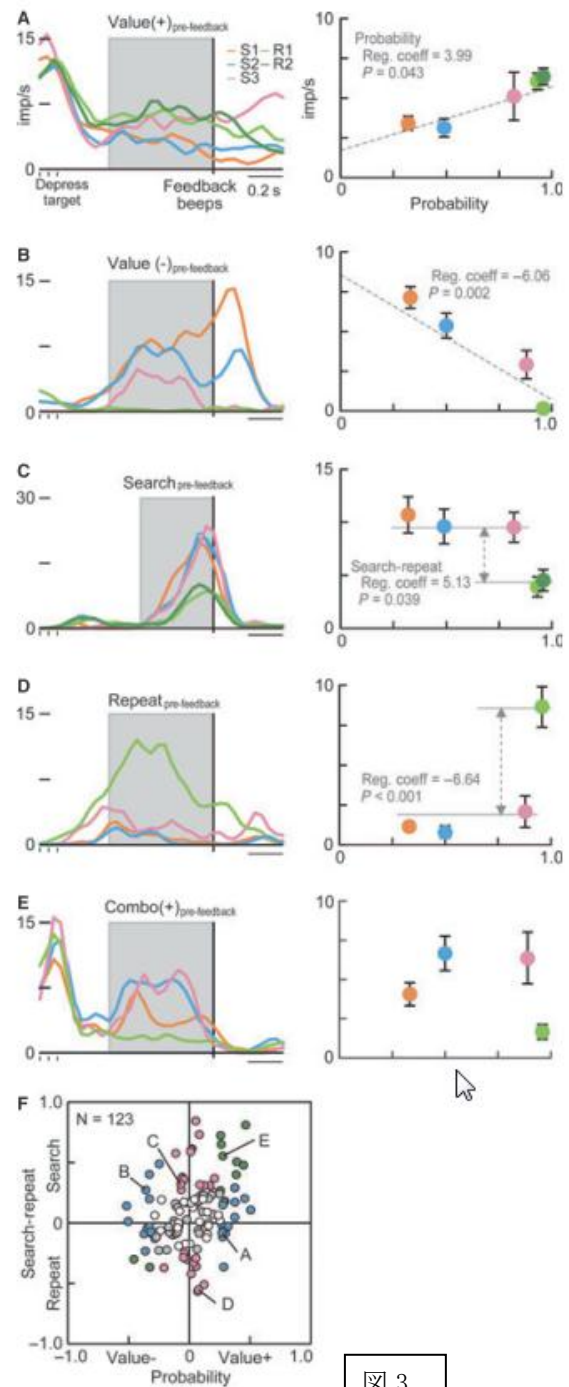 A
Value(+)pre-feedback
S1–R1
S2–R2
S3
imp/s
15
0
Depress
target
Feedback
beeps
0.2 s
imp/s
10
0
Probability
Reg. coeff = 3.99
P = 0.043
0
1.0
Probability
B
Value (-)pre-feedback
15
0
10
0
Reg. coeff = –6.06
P = 0.002
1.0
C
Search pre-feedback
30
0
15
0
Search-repeat
Reg. coeff = 5.13
P = 0.039
0
1.0
D
Repeat pre-feedback
15
0
10
0
Reg. coeff = –6.64
P < 0.001
0
1.0
E
Combo(+)pre-feedback
15
0
10
0
F
N = 123
1.0
0
–1.0
Search-repeat
Repeat
Search
B
C
E
A
D
-1.0
Value-
0
Value+
1.0
Probability
図 3